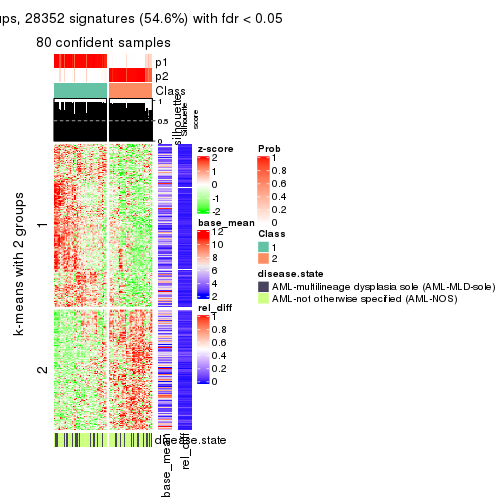 ups, 28352 signatures (54.6%) with fdr < 0.05
80 confident samples
p1
p2
Class
1
0.5
0
silhouette
Silhouette
score
k-means with 2 groups
1
2
disease.state
base_mean
rel_diff
z-score
2
1
0
-1
-2
base_mean
12
10
8
6
4
2
rel_diff
1
0.8
0.6
0.4
0.2
0
Prob
1
0.8
0.6
0.4
0.2
0
Class
1
2
disease.state
AML-multilineage dysplasia sole (AML-MLD-sole)
AML-not otherwise specified (AML-NOS)